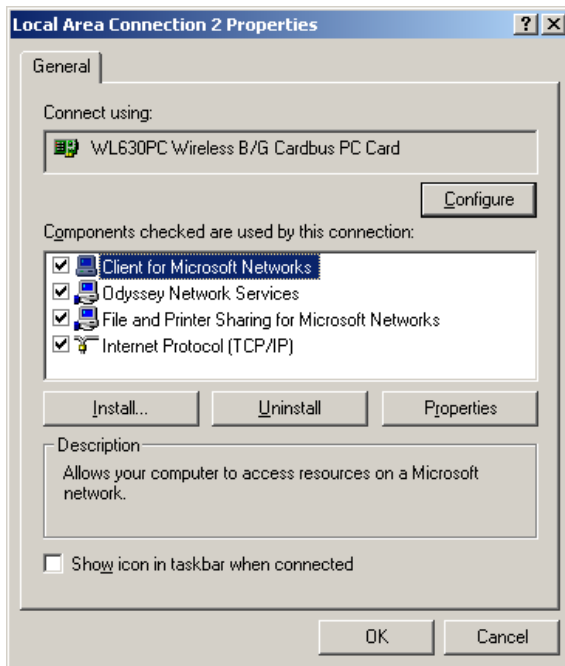 Local Area Connection 2 Properties
General
Connect using:
WL630PC Wireless B/G Cardbus PC Card
Configure
Components checked are used by this connection:
Client for Microsoft Networks
Odyssey Network Services
File and Printer Sharing for Microsoft Networks
Internet Protocol (TCP/IP)
Install... Uninstall Properties
Description
Allows your computer to access resources on a Microsoft
network.
Show icon in taskbar when connected
OK Cancel